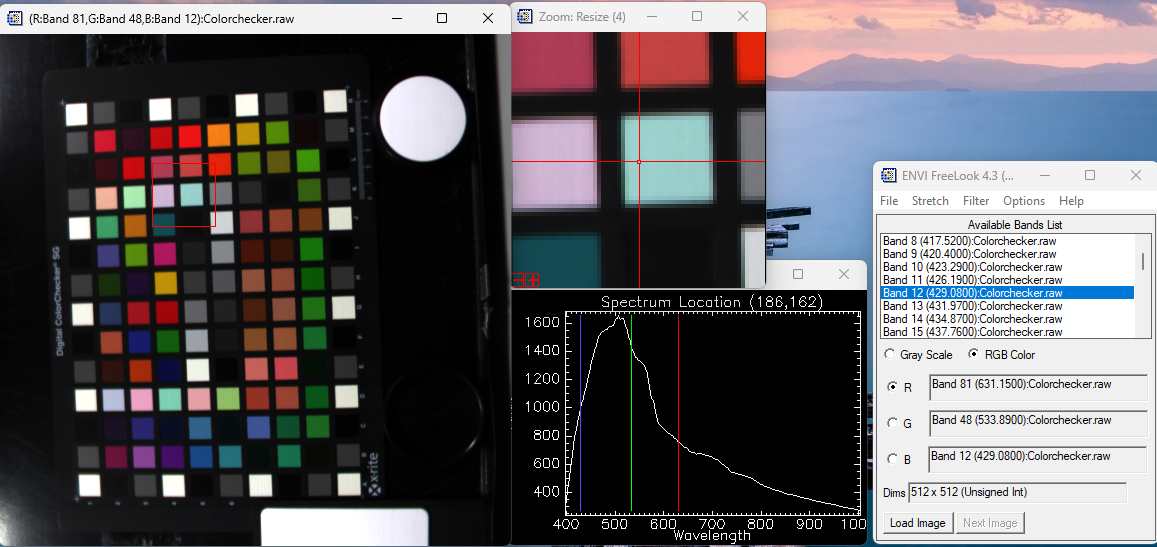 (R:Band 81,G:Band 48,B:Band 12):Colorchecker.raw
Digital ColorChecker® SG
x-rite
Zoom: Resize (4)
Spectrum Location (186,162)
1600
1400
1200
1000
800
600
400
400 500 600 700 800 900 100
Wavelength
ENVI FreeLook 4.3 (...
File Stretch Filter Options Help
Available Bands List
Band 8 (417.5200):Colorchecker.raw
Band 9 (420.4000):Colorchecker.raw
Band 10 (423.2900):Colorchecker.raw
Band 11 (426.1900):Colorchecker.raw
Band 12 (429.0800):Colorchecker.raw
Band 13 (431.9700):Colorchecker.raw
Band 14 (434.8700):Colorchecker.raw
Band 15 (437.7600):Colorchecker.raw
Gray Scale RGB Color
R Band 81 (631.1500):Colorchecker.raw
G Band 48 (533.8900):Colorchecker.raw
B Band 12 (429.0800):Colorchecker.raw
Dims 512 x 512 (Unsigned Int)
Load Image Next Image